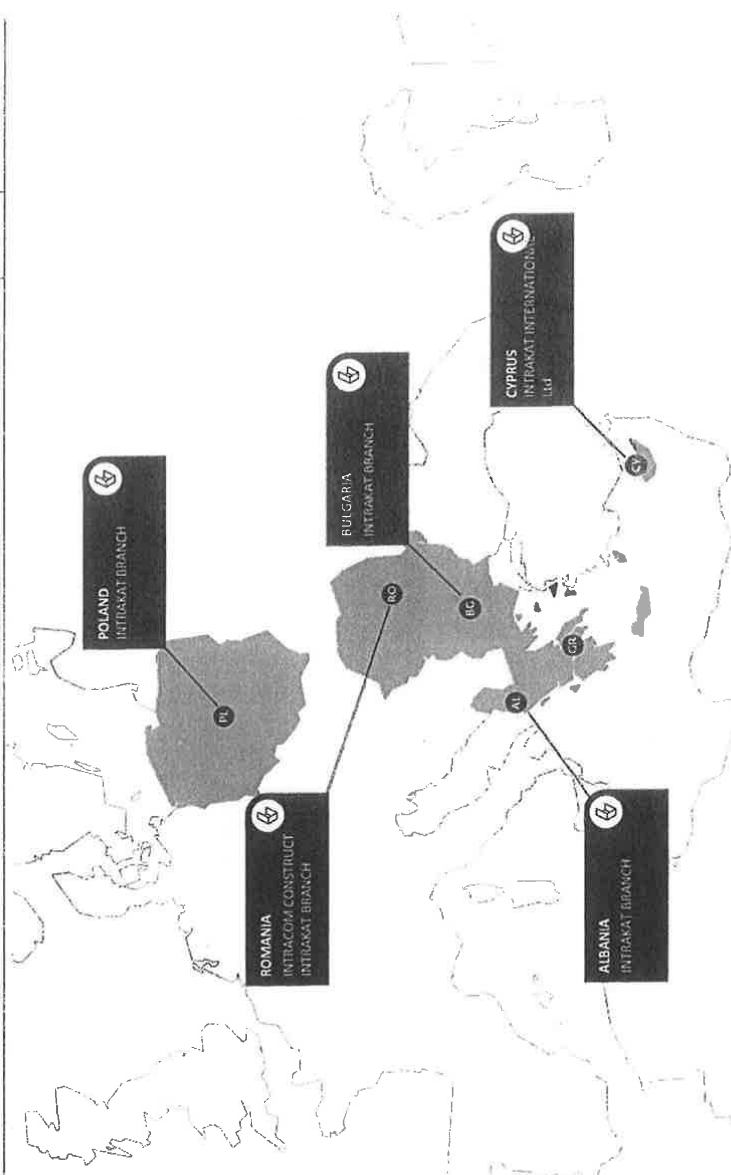 POLAND
INTRAKAT BRANCH
PL
ROMANIA
INTRACOM CONSTRUCT
INTRAKAT BRANCH
RO
BULGARIA
INTRAKAT BRANCH
BG
ALBANIA
INTRAKAT BRANCH
AL
GR
CYPRUS
INTRAKAT INTERNATIONAL
Ltd
CY